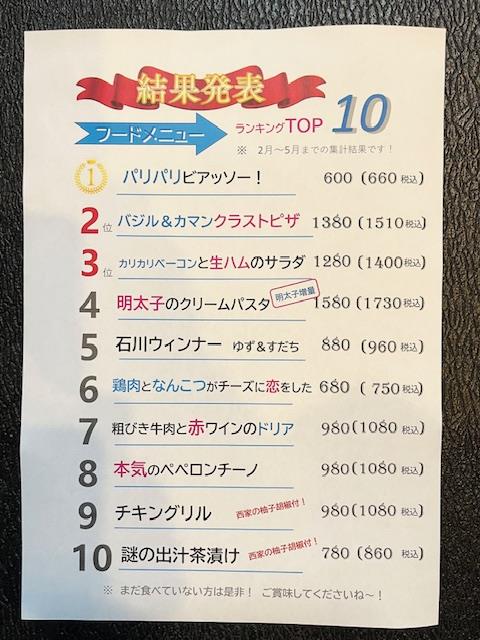 結果発表
フードメニュー ランキングTOP 10
※ 2月〜5月までの集計結果です!
1 パリパリピアッソー! 600 (660税込)
2位 バジル&カマンクラストピザ 1380 (1510税込)
3位 カリカリベーコンと生ハムのサラダ 1280 (1400税込)
4 明太子のクリームパスタ 明太子増量 1580 (1730税込)
5 石川ウィンナー ゆず&すだち 880 (960税込)
6 鶏肉となんこつがチーズに恋をした 680 (750税込)
7 粗びき牛肉と赤ワインのドリア 980 (1080税込)
8 本気のペペロンチーノ 980 (1080税込)
9 チキングリル 西家の柚子胡椒付! 980 (1080税込)
10 謎の出汁茶漬け 西家の柚子胡椒付! 780 (860税込)
※ まだ食べていない方は是非! ご賞味してくださいね〜!